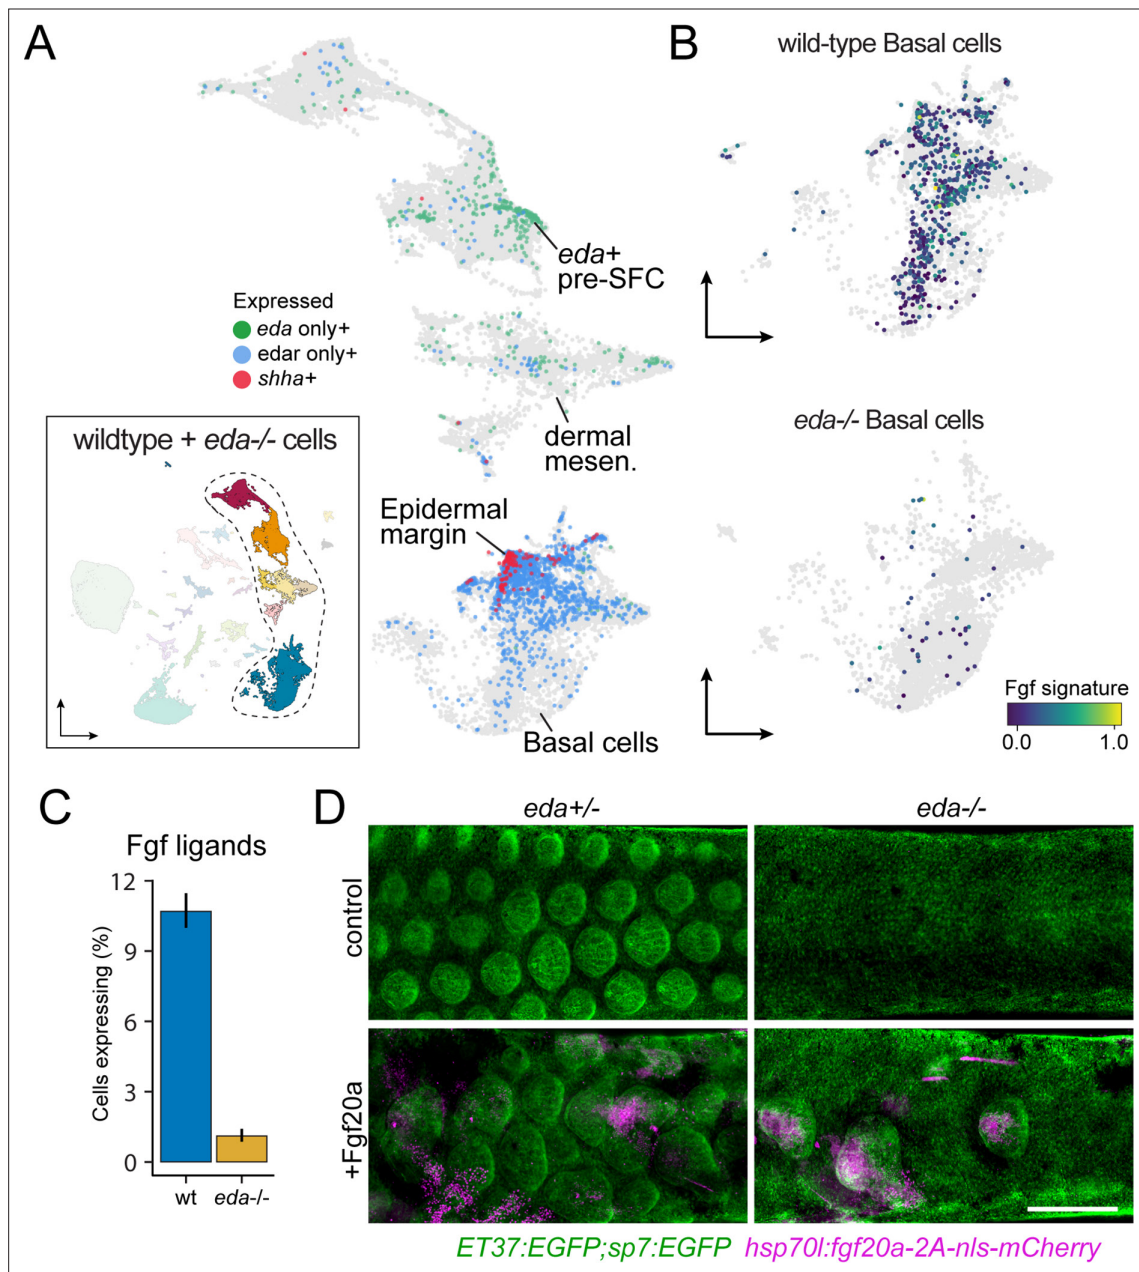 A
eda+
pre-SFC
Expressed
eda only+
edar only+
shha+
wildtype + eda-/- cells
dermal
mesen.
Epidermal
margin
Basal cells
B
wild-type Basal cells
eda-/- Basal cells
Fgf signature
0.0 1.0
C
Fgf ligands
Cells expressing (%)
12
9
6
3
0
wt eda-/-
D
eda+/- eda-/-
control
+Fgf20a
ET37:EGFP;sp7:EGFP hsp70l:fgf20a-2A-nls-mCherry